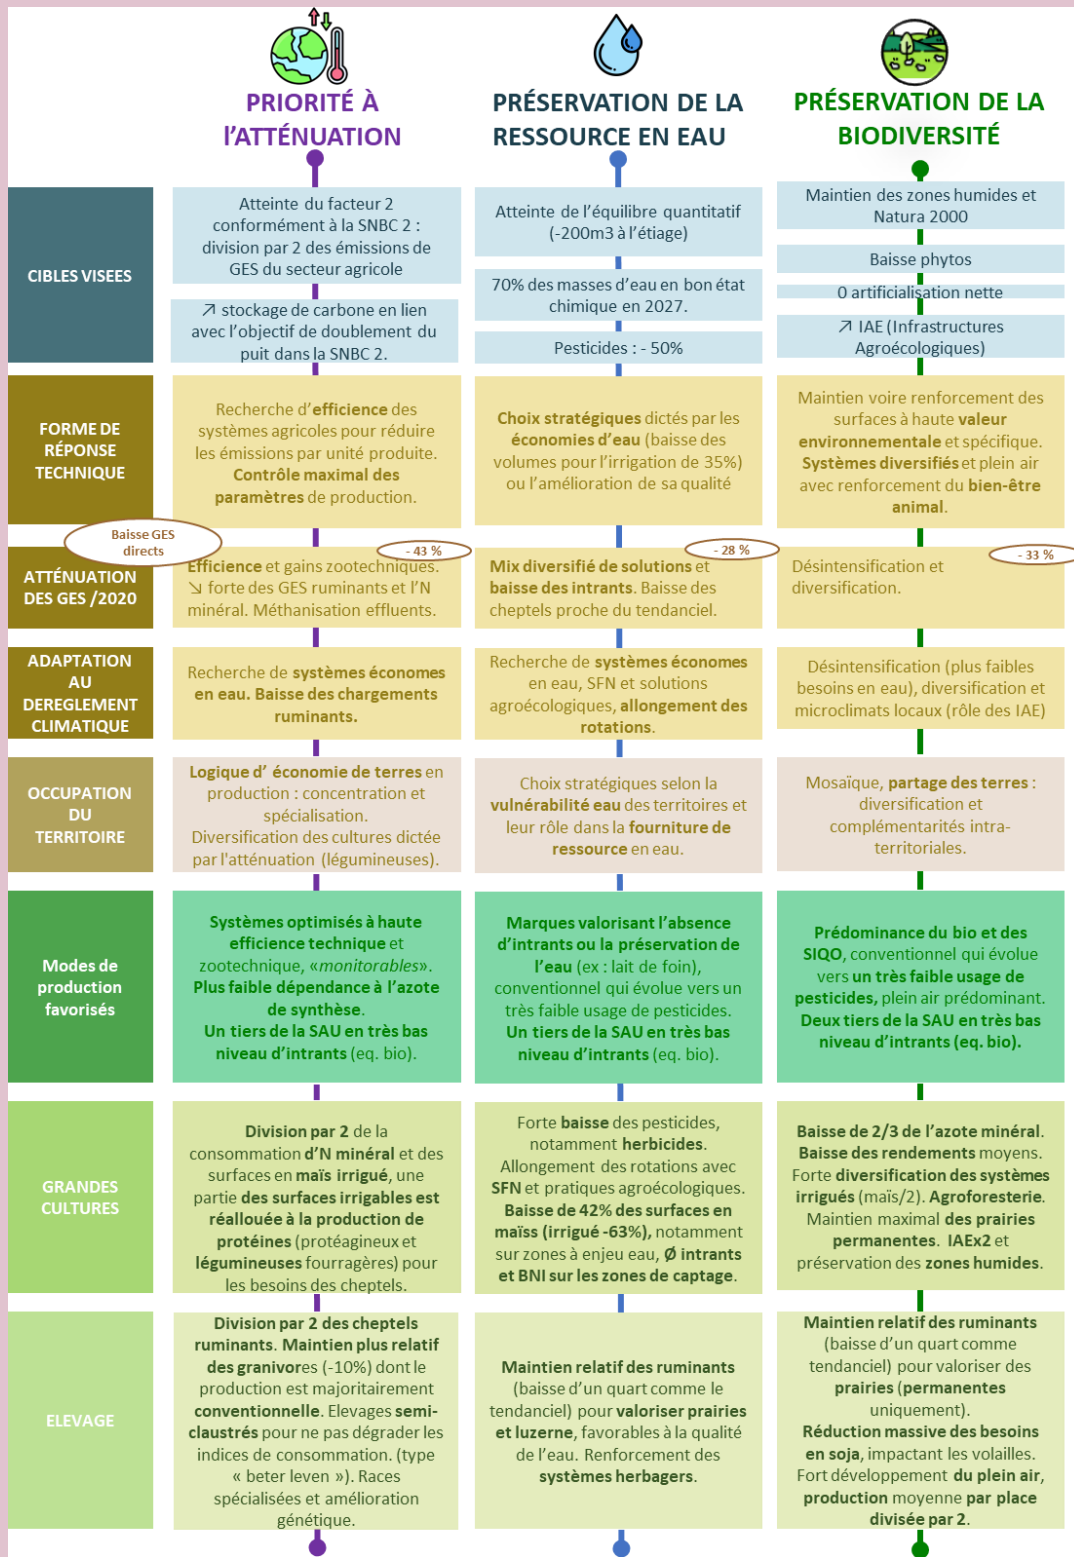 PRIORITÉ À
l’ATTÉNUATION
PRÉSERVATION DE LA
RESSOURCE EN EAU
PRÉSERVATION DE LA
BIODIVERSITÉ
CIBLES VISEES
Atteinte du facteur 2
conformément à la SNBC 2 :
division par 2 des émissions de
GES du secteur agricole
↗ stockage de carbone en lien
avec l’objectif de doublement du
puit dans la SNBC 2.
Atteinte de l’équilibre quantitatif
(-200m3 à l’étiage)
70% des masses d’eau en bon état
chimique en 2027.
Pesticides : - 50%
Maintien des zones humides et
Natura 2000
Baisse phytos
0 artificialisation nette
↗ IAE (Infrastructures
Agroécologiques)
FORME DE
RÉPONSE
TECHNIQUE
Recherche d’efficience des
systèmes agricoles pour réduire
les émissions par unité produite.
Contrôle maximal des
paramètres de production.
Choix stratégiques dictés par les
économies d’eau (baisse des
volumes pour l’irrigation de 35%)
ou l’amélioration de sa qualité
Maintien voire renforcement des
surfaces à haute valeur
environnementale et spécifique.
Systèmes diversifiés et plein air
avec renforcement du bien-être
animal.
Baisse GES
directs
ATTÉNUATION
DES GES /2020
- 43 %
Efficience et gains zootechniques.
↘ forte des GES ruminants et l’N
minéral. Méthanisation effluents.
- 28 %
Mix diversifié de solutions et
baisse des intrants. Baisse des
cheptels proche du tendanciel.
- 33 %
Désintensification et
diversification.
ADAPTATION
AU
DEREGLEMENT
CLIMATIQUE
Recherche de systèmes économes
en eau. Baisse des chargements
ruminants.
Recherche de systèmes économes
en eau, SFN et solutions
agroécologiques, allongement des
rotations.
Désintensification (plus faibles
besoins en eau), diversification et
microclimats locaux (rôle des IAE)
OCCUPATION
DU
TERRITOIRE
Logique d’ économie de terres en
production : concentration et
spécialisation.
Diversification des cultures dictée
par l'atténuation (légumineuses).
Choix stratégiques selon la
vulnérabilité eau des territoires et
leur rôle dans la fourniture de
ressource en eau.
Mosaïque, partage des terres :
diversification et
complémentarités intra-
territoriales.
Modes de
production
favorisés
Systèmes optimisés à haute
efficience technique et
zootechnique, «monitorables».
Plus faible dépendance à l’azote
de synthèse.
Un tiers de la SAU en très bas
niveau d’intrants (eq. bio).
Marques valorisant l’absence
d’intrants ou la préservation de
l’eau (ex : lait de foin),
conventionnel qui évolue vers un
très faible usage de pesticides.
Un tiers de la SAU en très bas
niveau d’intrants (eq. bio).
Prédominance du bio et des
SIQO, conventionnel qui évolue
vers un très faible usage de
pesticides, plein air prédominant.
Deux tiers de la SAU en très bas
niveau d’intrants (eq. bio).
GRANDES
CULTURES
Division par 2 de la
consommation d’N minéral et des
surfaces en maïs irrigué, une
partie des surfaces irrigables est
réallouée à la production de
protéines (protéagineux et
légumineuses fourragères) pour
les besoins des cheptels.
Forte baisse des pesticides,
notamment herbicides.
Allongement des rotations avec
SFN et pratiques agroécologiques.
Baisse de 42% des surfaces en
maïss (irrigué -63%), notamment
sur zones à enjeu eau, Ø intrants
et BNI sur les zones de captage.
Baisse de 2/3 de l’azote minéral.
Baisse des rendements moyens.
Forte diversification des systèmes
irrigués (maïs/2). Agroforesterie.
Maintien maximal des prairies
permanentes. IAEx2 et
préservation des zones humides.
ELEVAGE
Division par 2 des cheptels
ruminants. Maintien plus relatif
des granivores (-10%) dont le
production est majoritairement
conventionnelle. Elevages semi-
claustrés pour ne pas dégrader les
indices de consommation. (type
« beter leven »). Races
spécialisées et amélioration
génétique.
Maintien relatif des ruminants
(baisse d’un quart comme le
tendanciel) pour valoriser prairies
et luzerne, favorables à la qualité
de l’eau. Renforcement des
systèmes herbagers.
Maintien relatif des ruminants
(baisse d’un quart comme
tendanciel) pour valoriser des
prairies (permanentes
uniquement).
Réduction massive des besoins
en soja, impactant les volailles.
Fort développement du plein air,
production moyenne par place
divisée par 2.